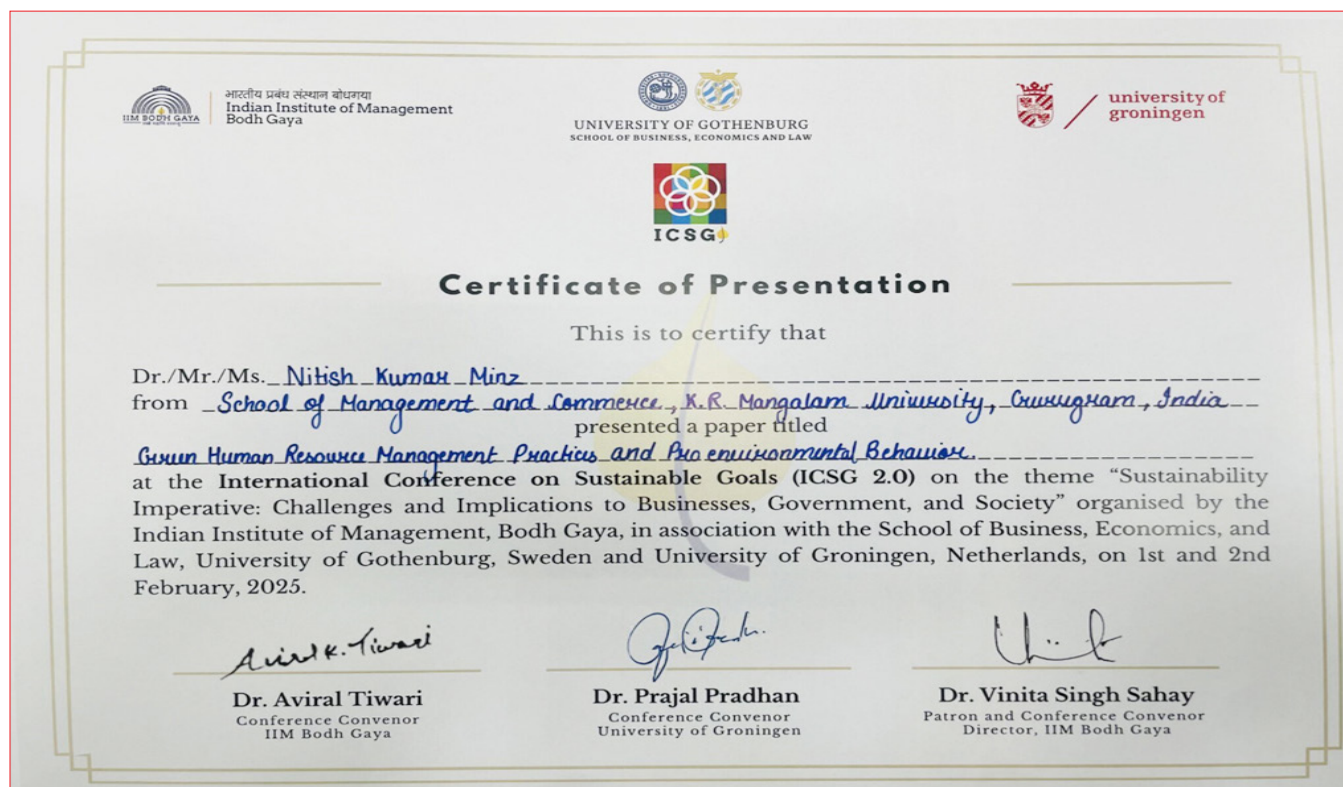 IIM BODH GAYA
भारतीय प्रबंध संस्थान बोधगया
Indian Institute of Management
Bodh Gaya
UNIVERSITY OF GOTHENBURG
SCHOOL OF BUSINESS, ECONOMICS AND LAW
university of
groningen
ICSG
Certificate of Presentation
This is to certify that
Dr./Mr./Ms. Nitish Kumar Minz
from School of Management and Commerce, K.R. Mangalam University, Gurugram, India
presented a paper titled
Green Human Resource Management Practices and Pro environmental Behavior.
at the International Conference on Sustainable Goals (ICSG 2.0) on the theme “Sustainability
Imperative: Challenges and Implications to Businesses, Government, and Society” organised by the
Indian Institute of Management, Bodh Gaya, in association with the School of Business, Economics, and
Law, University of Gothenburg, Sweden and University of Groningen, Netherlands, on 1st and 2nd
February, 2025.
Aviral K. Tiwari
Dr. Aviral Tiwari
Conference Convenor
IIM Bodh Gaya
Dr. Prajal Pradhan
Conference Convenor
University of Groningen
Dr. Vinita Singh Sahay
Patron and Conference Convenor
Director, IIM Bodh Gaya